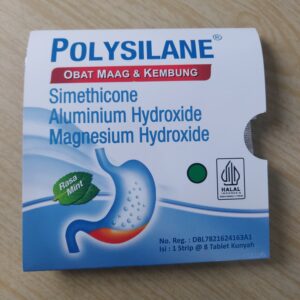 POLYSILANE®
OBAT MAAG & KEMBUNG
Simethicone
Aluminium Hydroxide
Magnesium Hydroxide
Rasa
Mint
HALAL
INDONESIA
No. Reg. : DBL7821624163A1
Isi : 1 Strip @ 8 Tablet Kunyah